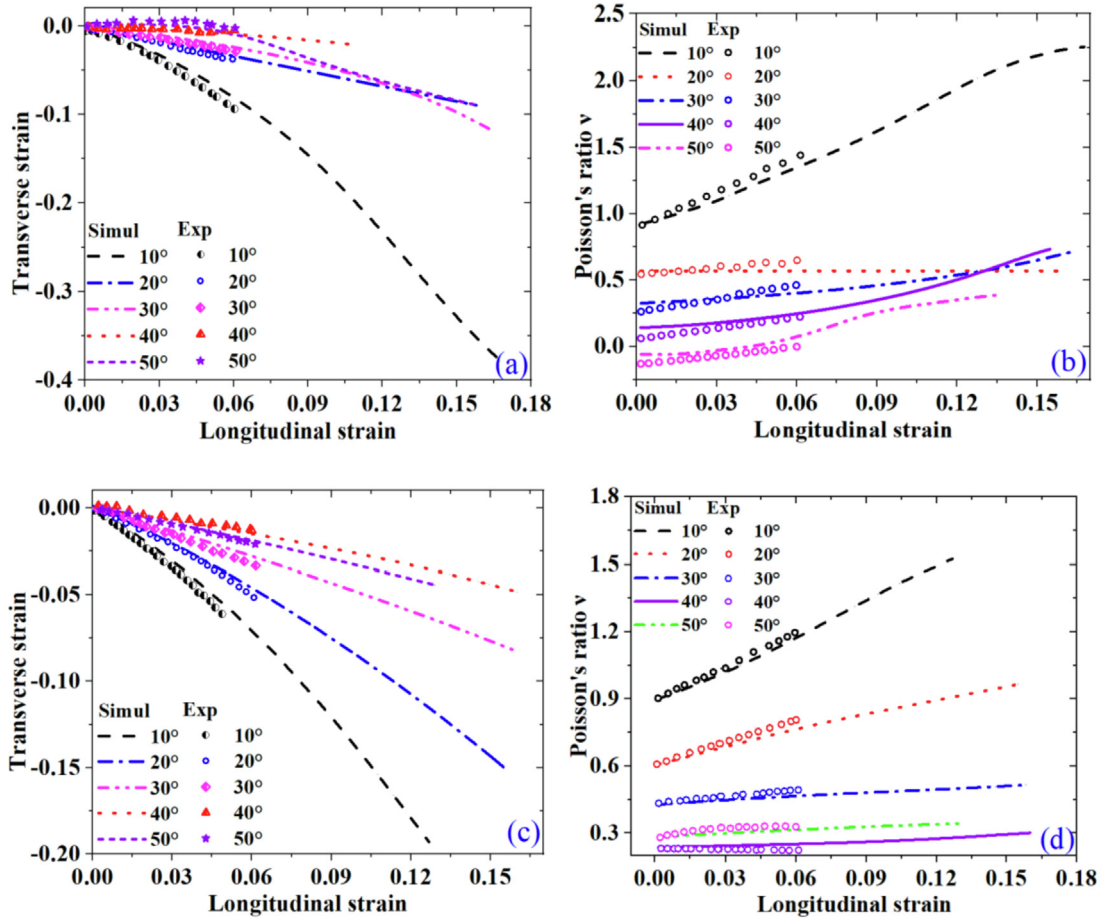 0.0
-0.1
-0.2
-0.3
-0.4
Transverse strain
Simul Exp
10° 10°
20° 20°
30° 30°
40° 40°
50° 50°
(a)
0.00 0.03 0.06 0.09 0.12 0.15 0.18
Longitudinal strain
2.5
2.0
1.5
1.0
0.5
0.0
Poisson's ratio ν
Simul Exp
10° 10°
20° 20°
30° 30°
40° 40°
50° 50°
(b)
0.00 0.03 0.06 0.09 0.12 0.15
Longitudinal strain
0.00
-0.05
-0.10
-0.15
-0.20
Transverse strain
Simul Exp
10° 10°
20° 20°
30° 30°
40° 40°
50° 50°
(c)
0.00 0.03 0.06 0.09 0.12 0.15
Longitudinal strain
1.8
1.5
1.2
0.9
0.6
0.3
Poisson's ratio ν
Simul Exp
10° 10°
20° 20°
30° 30°
40° 40°
50° 50°
(d)
0.00 0.03 0.06 0.09 0.12 0.15 0.18
Longitudinal strain